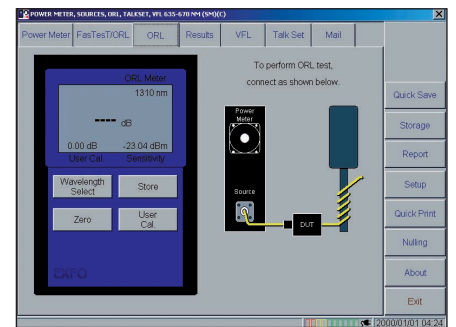 POWER METER, SOURCES, ORL, TALKSET, VFL 635-670 NM (SM)(C)
Power Meter
FasTesT/ORL
ORL
Results
VFL
Talk Set
Mail
ORL Meter
1310 nm
---- dB
0.00 dB
-23.04 dBm
User Cal.
Sensitivity
Wavelength
Select
Store
Zero
User
Cal.
EXFO
To perform ORL test,
connect as shown below.
Power
Meter
Source
DUT
Quick Save
Storage
Report
Setup
Quick Print
Nulling
About
Exit
2000/01/01 04:24